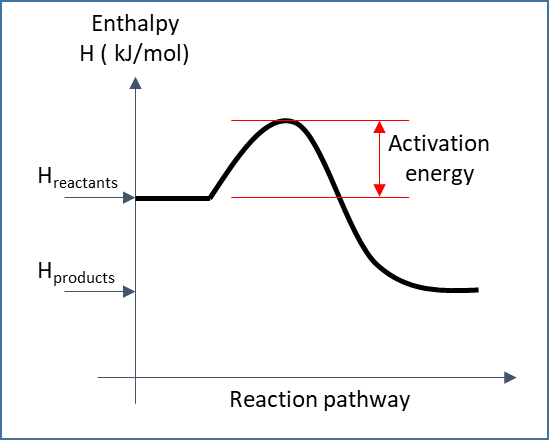 Enthalpy
H ( kJ/mol)
Activation
energy
Hreactants
Hproducts
Reaction pathway